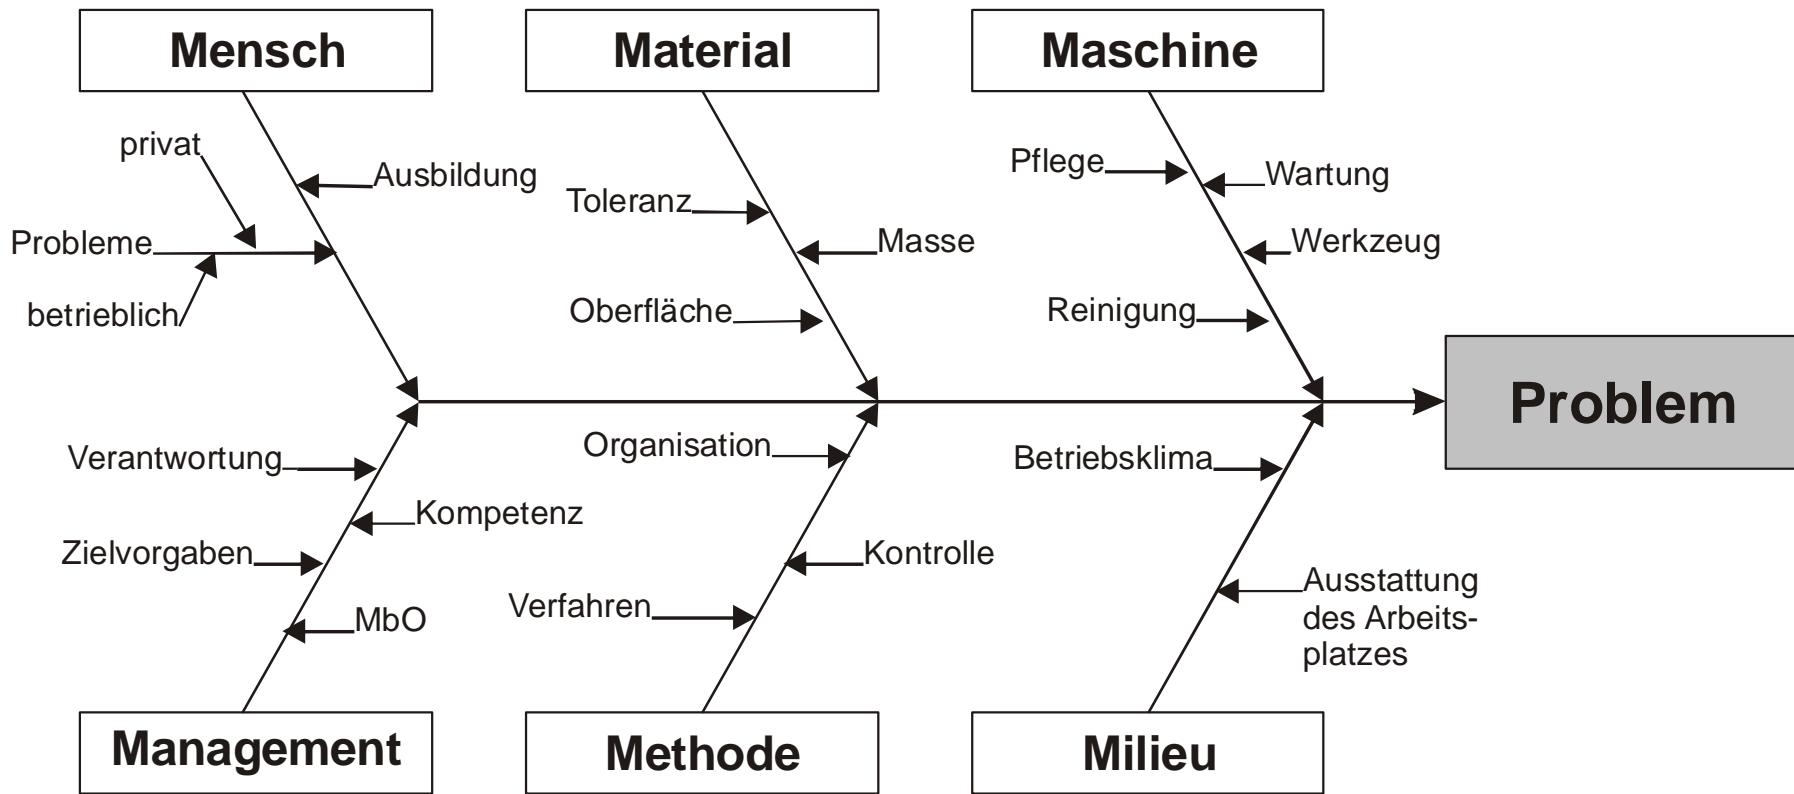 Mensch
Material
Maschine
privat
Ausbildung
Probleme
betrieblich
Toleranz
Masse
Oberfläche
Pflege
Wartung
Werkzeug
Reinigung
Problem
Verantwortung
Kompetenz
Zielvorgaben
MbO
Organisation
Kontrolle
Verfahren
Betriebsklima
Ausstattung
des Arbeits-
platzes
Management
Methode
Milieu